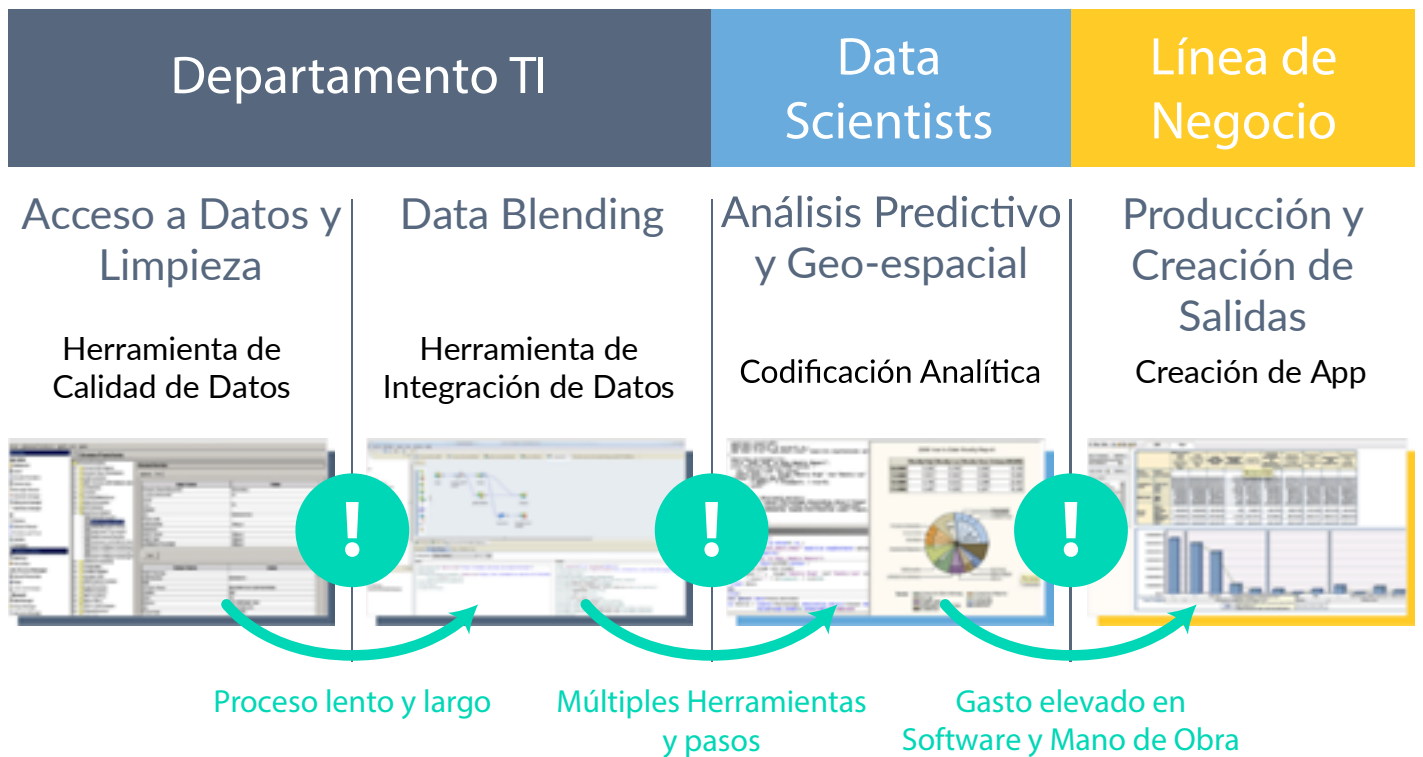 Departamento TI
Data
Scientists
Línea de
Negocio
Acceso a Datos y
Limpieza
Data Blending
Análisis Predictivo
y Geo-espacial
Producción y
Creación de
Salidas
Herramienta de
Calidad de Datos
Herramienta de
Integración de Datos
Codificación Analítica
Creación de App
!
!
!
Proceso lento y largo
Múltiples Herramientas
y pasos
Gasto elevado en
Software y Mano de Obra